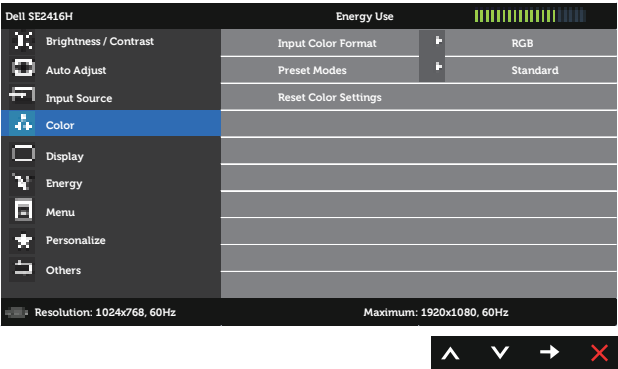 Dell SE2416H Energy Use
Brightness / Contrast
Input Color Format RGB
Auto Adjust
Preset Modes Standard
Input Source
Reset Color Settings
Color
Display
Energy
Menu
Personalize
Others
Resolution: 1024x768, 60Hz Maximum: 1920x1080, 60Hz